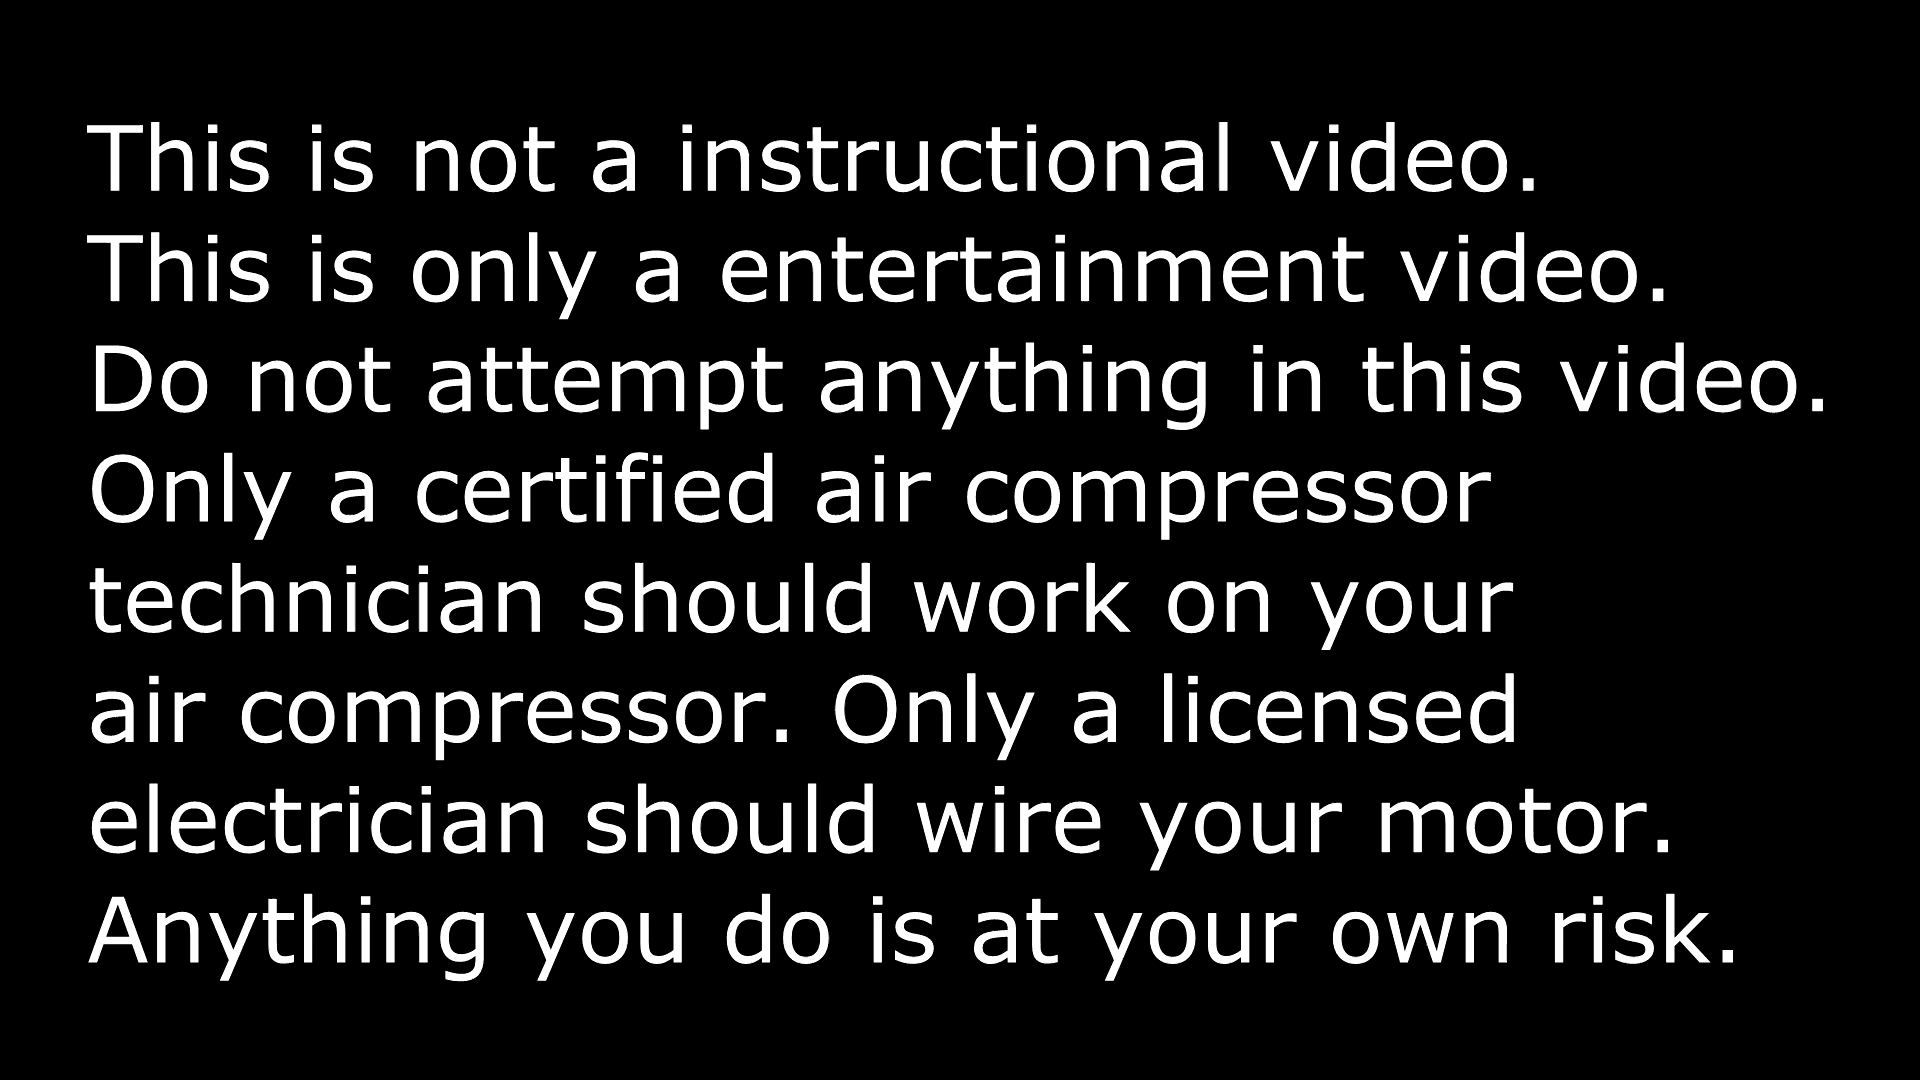 This is not a instructional video.
This is only a entertainment video.
Do not attempt anything in this video.
Only a certified air compressor
technician should work on your
air compressor. Only a licensed
electrician should wire your motor.
Anything you do is at your own risk.